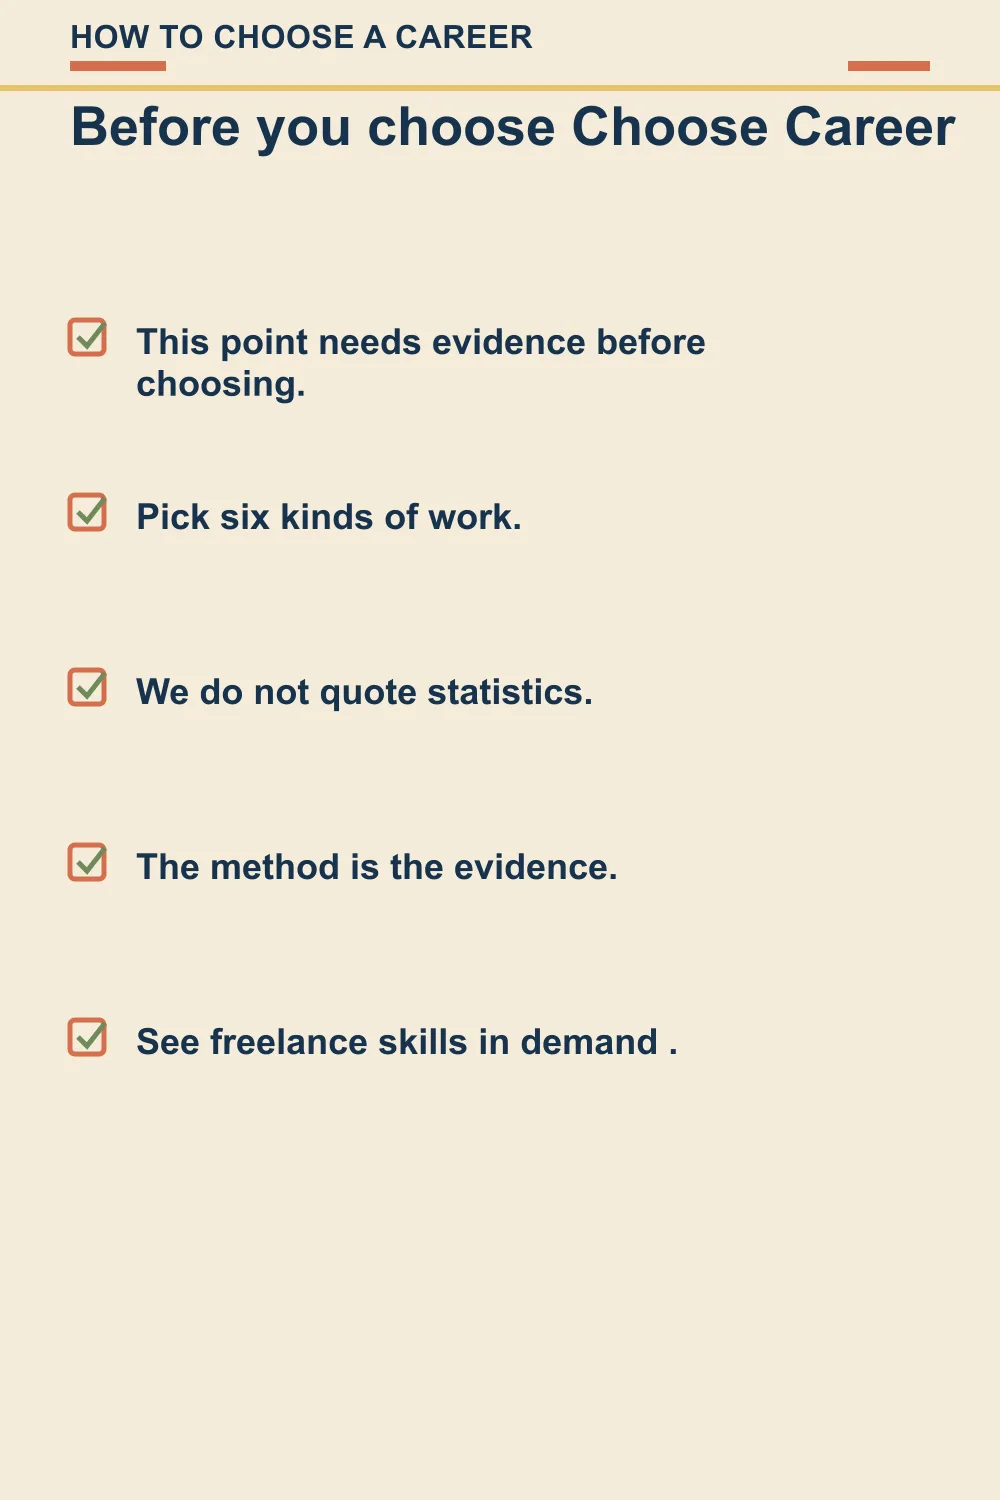 HOW TO CHOOSE A CAREER
Before you choose Choose Career
This point needs evidence before
choosing.
Pick six kinds of work.
We do not quote statistics.
The method is the evidence.
See freelance skills in demand .